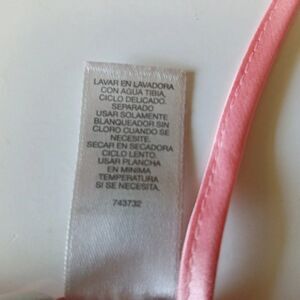 LAVAR EN LAVADORA
CON AGUA TIBIA,
CICLO DELICADO.
SEPARADO
USAR SOLAMENTE
BLANQUEADOR SIN
CLORO CUANDO SE
NECESITE.
SECAR EN SECADORA
CICLO LENTO.
USAR PLANCHA
EN MINIMA
TEMPERATURA
SI SE NECESITA.
743732